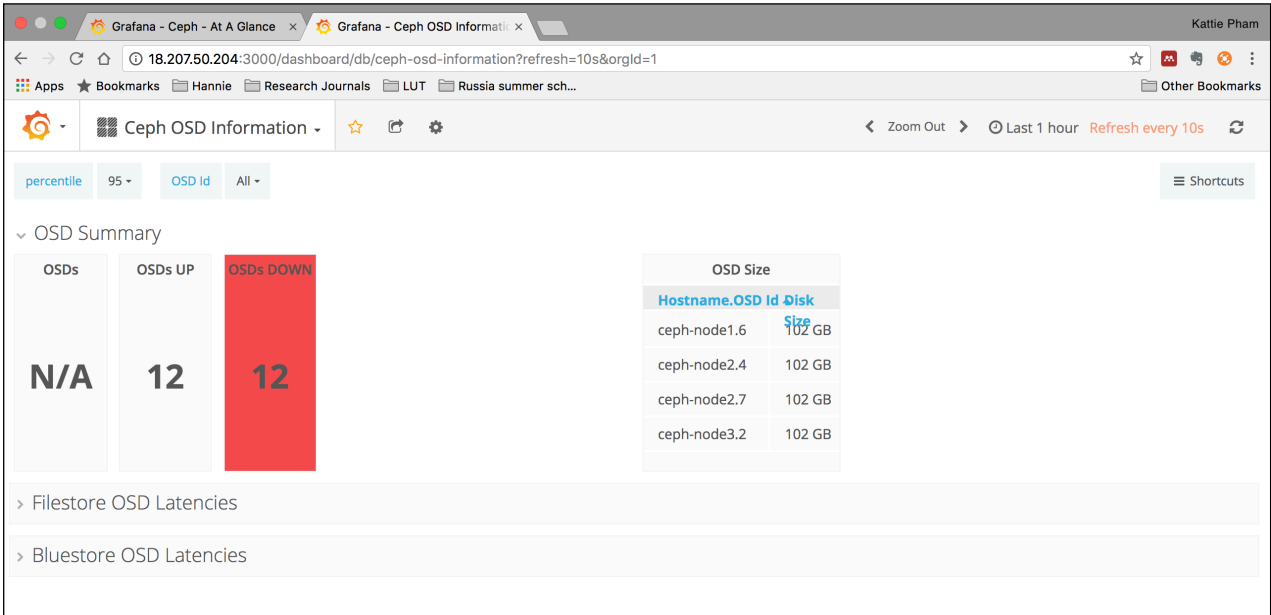 Grafana - Ceph - At A Glance × Grafana - Ceph OSD Informatic × Kattie Pham
18.207.50.204:3000/dashboard/db/ceph-osd-information?refresh=10s&orgId=1
Apps Bookmarks Hannie Research Journals LUT Russia summer sch... Other Bookmarks
Ceph OSD Information Zoom Out Last 1 hour Refresh every 10s
percentile 95 OSD Id All Shortcuts
OSD Summary
OSDs OSDs UP OSDs DOWN OSD Size
Hostname.OSD Id Disk Size
ceph-node1.6 102 GB
ceph-node2.4 102 GB
N/A 12 12
ceph-node2.7 102 GB
ceph-node3.2 102 GB
Filestore OSD Latencies
Bluestore OSD Latencies